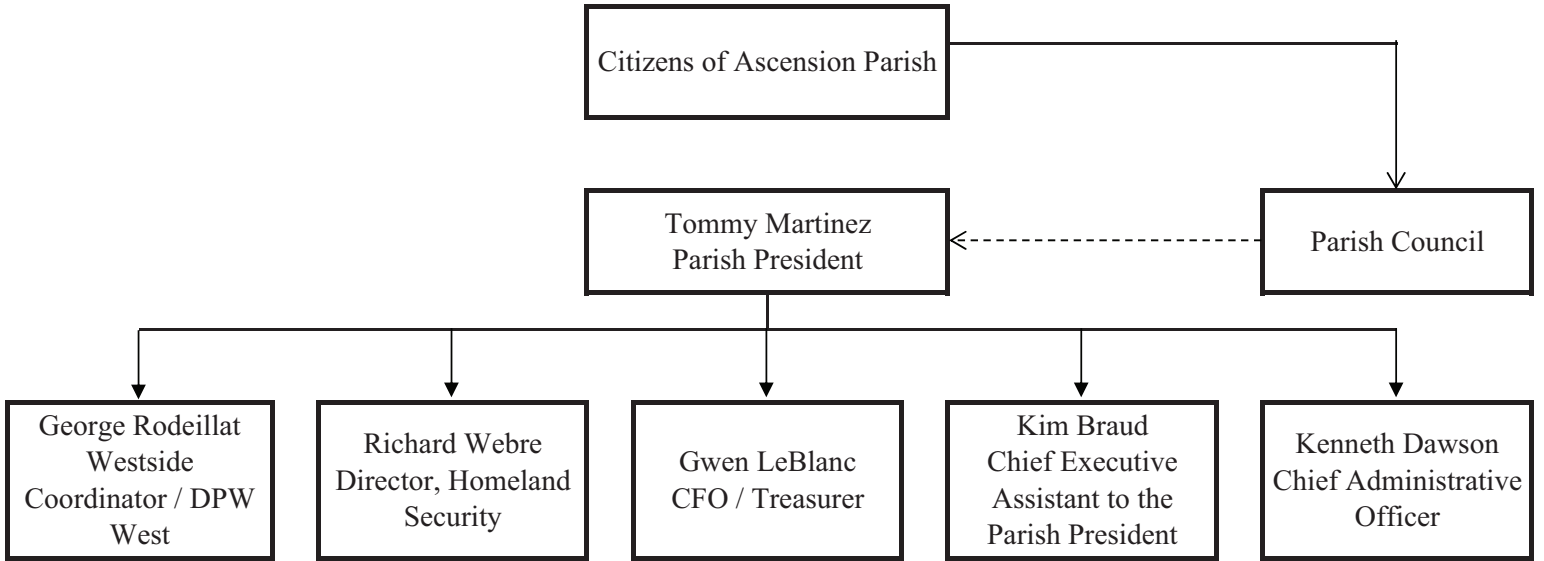 Citizens of Ascension Parish
Tommy Martinez
Parish President
Parish Council
George Rodeillat
Westside
Coordinator / DPW
West
Richard Webre
Director, Homeland
Security
Gwen LeBlanc
CFO / Treasurer
Kim Braud
Chief Executive
Assistant to the
Parish President
Kenneth Dawson
Chief Administrative
Officer